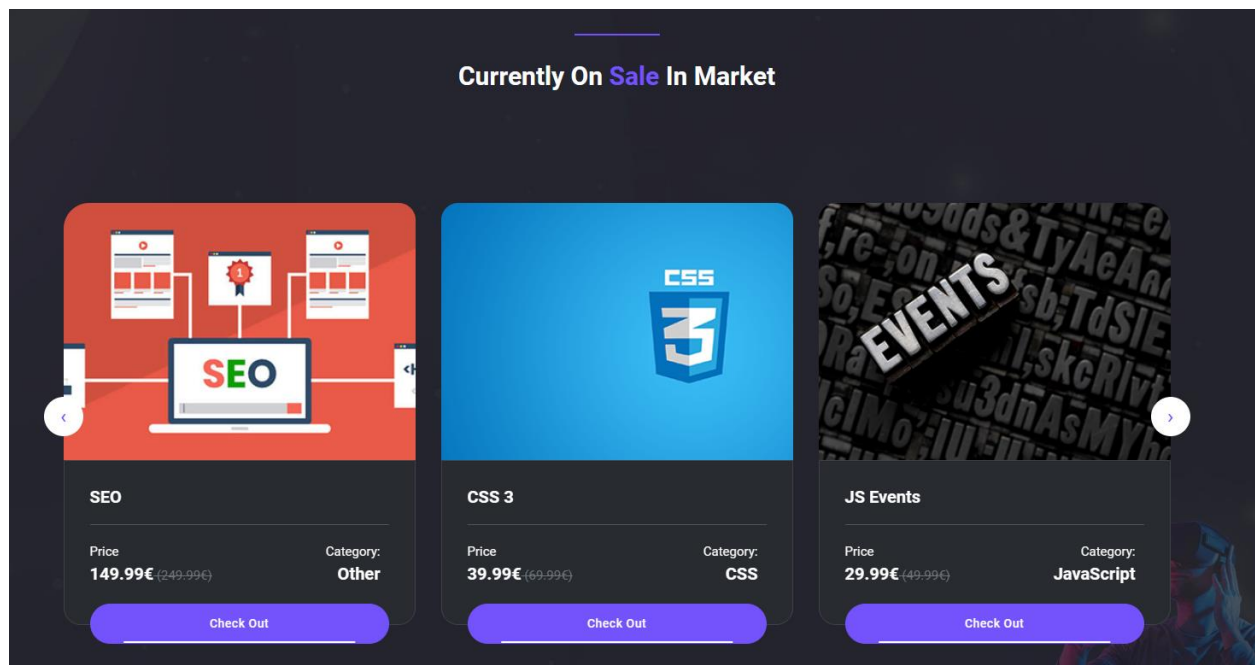 Currently On Sale In Market
1
SEO
CSS
3
EVENTS
‹
›
SEO
Price
Category:
149.99€ (249.99€)
Other
Check Out
CSS 3
Price
Category:
39.99€ (69.99€)
CSS
Check Out
JS Events
Price
Category:
29.99€ (49.99€)
JavaScript
Check Out